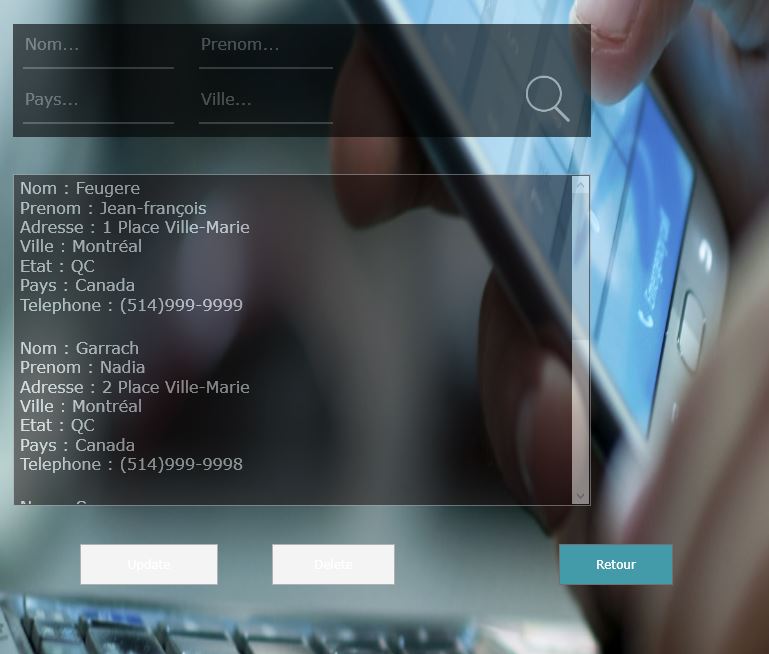 Nom...
Prenom...
Pays...
Ville...
Nom : Feugere
Prenom : Jean-françois
Adresse : 1 Place Ville-Marie
Ville : Montréal
Etat : QC
Pays : Canada
Telephone : (514)999-9999
Nom : Garrach
Prenom : Nadia
Adresse : 2 Place Ville-Marie
Ville : Montréal
Etat : QC
Pays : Canada
Telephone : (514)999-9998
Update
Delete
Retour
Emergency call